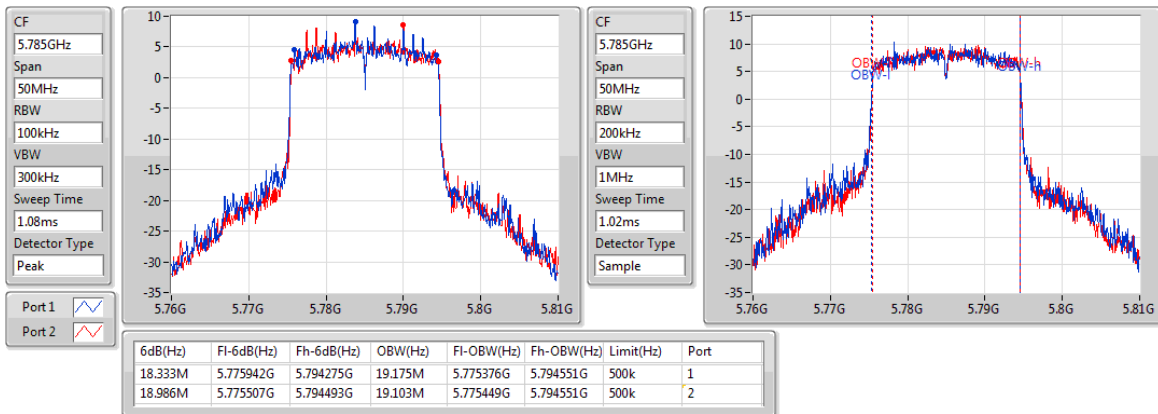 CF
5.785GHz
Span
50MHz
RBW
100kHz
VBW
300kHz
Sweep Time
1.08ms
Detector Type
Peak
Port 1
Port 2
10
5
0
-5
-10
-15
-20
-25
-30
-35
5.76G 5.77G 5.78G 5.79G 5.8G 5.81G
CF
5.785GHz
Span
50MHz
RBW
200kHz
VBW
1MHz
Sweep Time
1.02ms
Detector Type
Sample
15
10
5
0
-5
-10
-15
-20
-25
-30
-35
OBW-l
OBW-h
5.76G 5.77G 5.78G 5.79G 5.8G 5.81G
6dB(Hz) Fl-6dB(Hz) Fh-6dB(Hz) OBW(Hz) Fl-OBW(Hz) Fh-OBW(Hz) Limit(Hz) Port
18.333M 5.775942G 5.794275G 19.175M 5.775376G 5.794551G 500k 1
18.986M 5.775507G 5.794493G 19.103M 5.775449G 5.794551G 500k 2